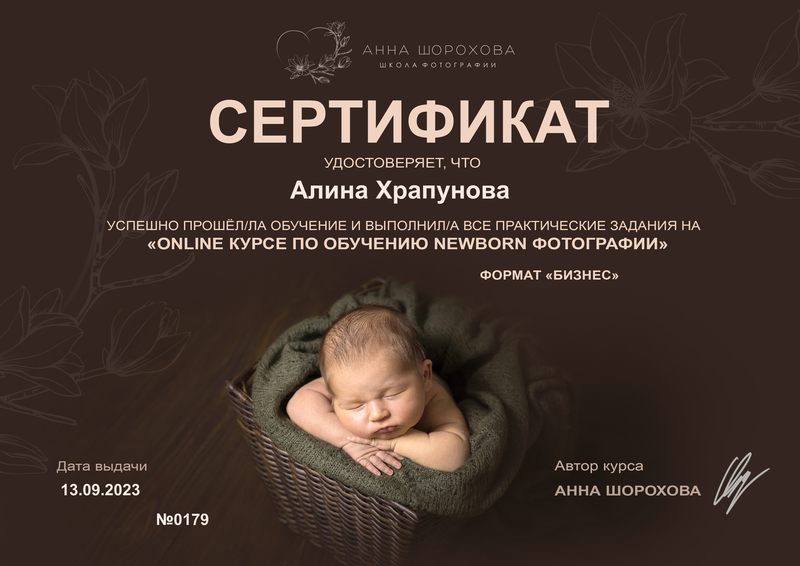 АННА ШОРОХОВА
ШКОЛА ФОТОГРАФИИ
СЕРТИФИКАТ
УДОСТОВЕРЯЕТ, ЧТО
Алина Храпунова
УСПЕШНО ПРОШЁЛ/ЛА ОБУЧЕНИЕ И ВЫПОЛНИЛ/А ВСЕ ПРАКТИЧЕСКИЕ ЗАДАНИЯ НА
«ONLINE КУРСЕ ПО ОБУЧЕНИЮ NEWBORN ФОТОГРАФИИ»
ФОРМАТ «БИЗНЕС»
Дата выдачи
13.09.2023
№0179
Автор курса
АННА ШОРОХОВА